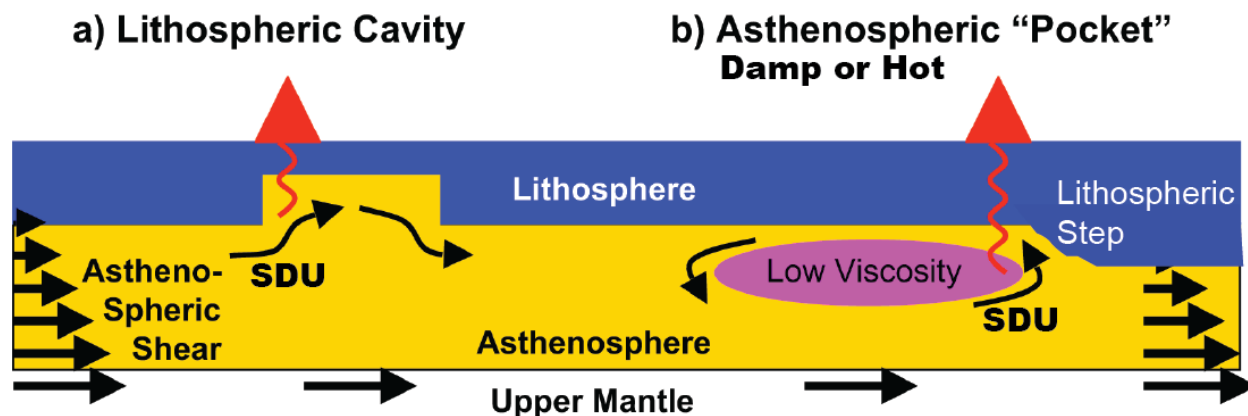 a) Lithospheric Cavity
b) Asthenospheric “Pocket”
Damp or Hot
Lithosphere
Lithospheric
Step
SDU
Astheno-
Spheric
Shear
Low Viscosity
SDU
Asthenosphere
Upper Mantle